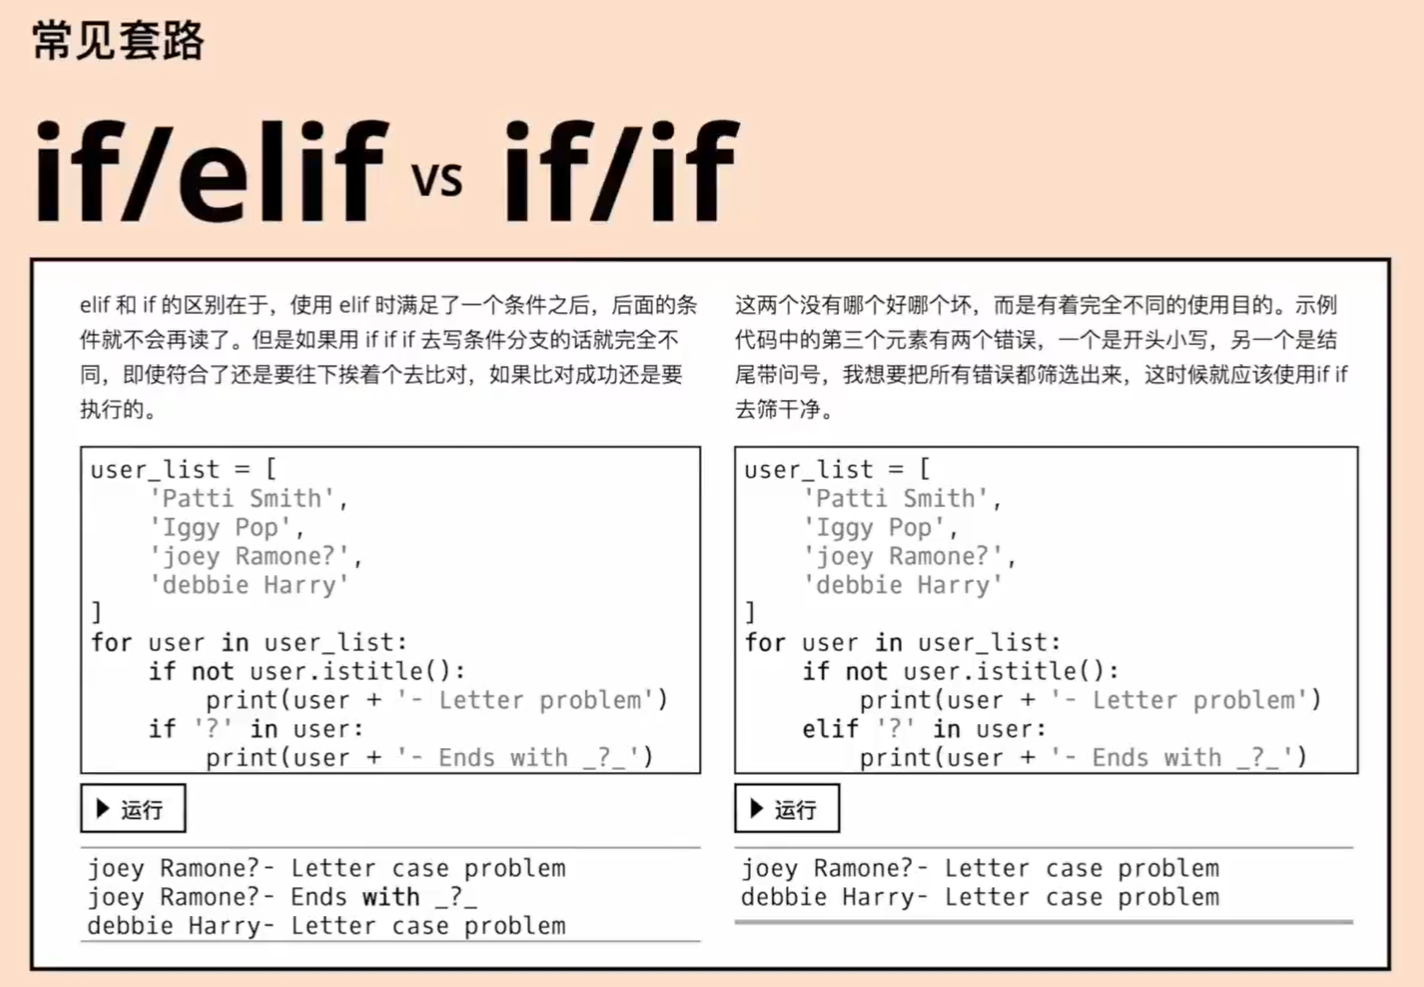 常见套路
if/elif vs if/if
elif 和 if 的区别在于，使用 elif 时满足了一个条件之后，后面的条
件就不会再读了。但是如果用 if if if 去写条件分支的话就完全不
同，即使符合了还是要往下挨着个去比对，如果比对成功还是要
执行的。
user_list = [
    'Patti Smith',
    'Iggy Pop',
    'joey Ramone?',
    'debbie Harry'
]
for user in user_list:
    if not user.istitle():
        print(user + '- Letter problem')
    if '?' in user:
        print(user + '- Ends with _?_')
运行
joey Ramone?- Letter case problem
joey Ramone?- Ends with _?_
debbie Harry- Letter case problem
这两个没有哪个好哪个坏，而是有着完全不同的使用目的。示例
代码中的第三个元素有两个错误，一个是开头小写，另一个是结
尾带问号，我想要把所有错误都筛选出来，这时候就应该使用if if
去筛干净。
user_list = [
    'Patti Smith',
    'Iggy Pop',
    'joey Ramone?',
    'debbie Harry'
]
for user in user_list:
    if not user.istitle():
        print(user + '- Letter problem')
    elif '?' in user:
        print(user + '- Ends with _?_')
运行
joey Ramone?- Letter case problem
debbie Harry- Letter case problem